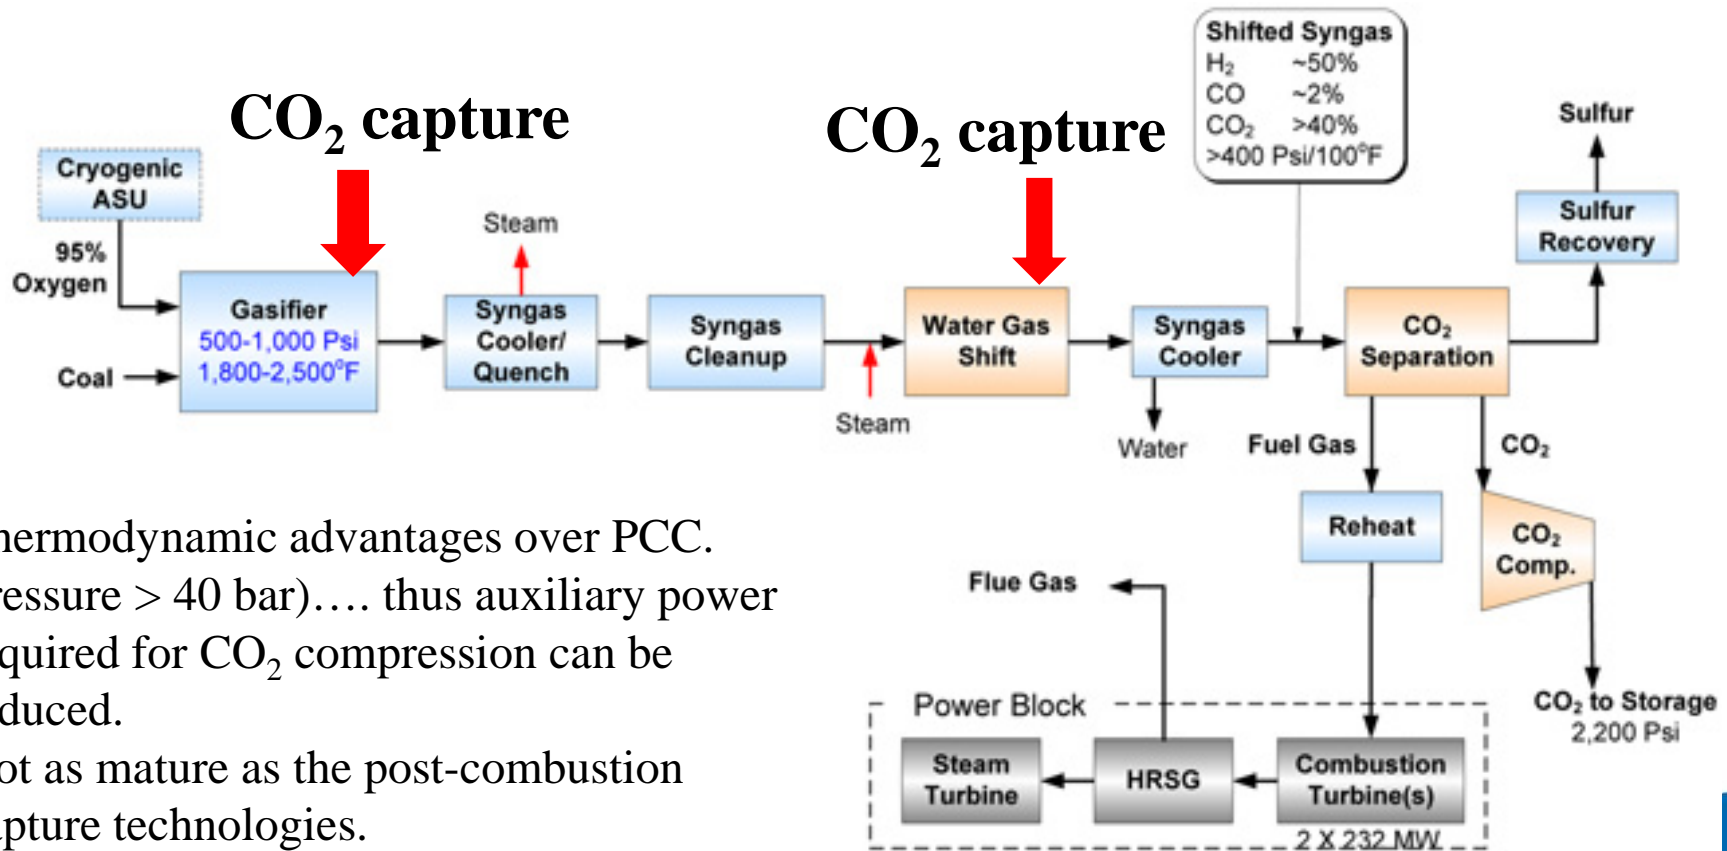 CO₂ capture
CO₂ capture
Shifted Syngas
H₂ ~50%
CO ~2%
CO₂ >40%
>400 Psi/100°F
Cryogenic
ASU
95%
Oxygen
Coal
Gasifier
500-1,000 Psi
1,800-2,500°F
Steam
Syngas
Cooler/
Quench
Syngas
Cleanup
Steam
Water Gas
Shift
Syngas
Cooler
Water
CO₂
Separation
Sulfur
Sulfur
Recovery
Fuel Gas
CO₂
Reheat
CO₂
Comp.
CO₂ to Storage
2,200 Psi
Flue Gas
Power Block
Steam
Turbine
HRSG
Combustion
Turbine(s)
2 X 232 MW
hermodynamic advantages over PCC.
ressure > 40 bar)…. thus auxiliary power
quired for CO₂ compression can be
duced.
ot as mature as the post-combustion
apture technologies.